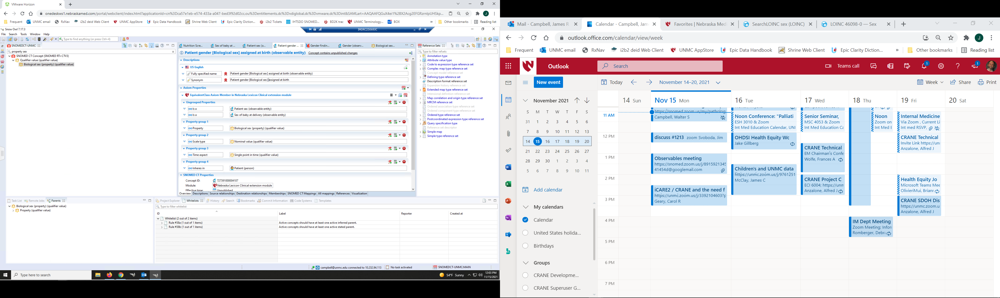 VMware Horizon
onedeskws1.nebraskamed.com/portal/webclient/index.html?applicationId=cn%3Dca57e1eb-e574-433a-a047-bed3f92d02cc,ou%3Dentitlements,dc%3Dvdiglobal,dc%3Dvmware,dc%3Dint&SAMLart=AAQAAFQGuX4ei1%2BX2Acg2EFGRzrnIpUHSkp...
Frequent UNMC email RxNav i2b2 deid Web Client UNMC AppStore Epic Data Handbook Shrine Web Client Epic Clarity Diction... i2b2 Tickets IHTSDO SNOMED... BD2K trac UNMC Terminology... BOX » Other bookmarks Reading list
Snow Owl 7.17.3
IMDRC25069JC
File Search Tools Window Help
Type to find anything (or press Ctrl+4)
SNOMEDCT-UNMC
property sex
SNOMED CT Concept (SNOMED RT+CTV3)
Qualifier value (qualifier value)
Biological sex (property) (qualifier value)
Nutrition Scre... Sex of baby at ... Patient sex (o... Patient gender ... Gender findin... Gender (observ... Biological sex...
Patient gender [Biological sex] assigned at birth (observable entity) Concept contains unpublished changes
Descriptions
US English
Fully specified name Patient gender [Biological sex] assigned at birth (observable entity)
Synonym Patient gender [Biological sex] assigned at birth
Axiom Properties
EquivalentClass Axiom Member in Nebraska Lexicon Clinical extension module
Ungrouped Properties
Is a Patient sex (observable entity)
Is a Sex of baby at delivery (observable entity)
Property group 1
Property Biological sex (property) (qualifier value)
Property group 2
Scale type Nominal value (qualifier value)
Property group 3
Time aspect Single point in time (qualifier value)
Property group 4
Inheres in Patient (person)
SNOMED CT Properties
Concept ID: 727391000004107
Module: Nebraska Lexicon Clinical extension module
Effective time: Unpublished
Overview Descriptions Source relationships Destination relationships Memberships SNOMED CT Mappings All mappings References Visualization
Reference Sets
Type to filter refsets
Annotation type
Attribute value type
Code to expression type reference set
Complex map type reference set
Concept model reference set
Defining type reference set
Description format reference set
Expansion history reference set
Extended map type reference set
Intensional definition reference set
Map correlation and origin type reference set
MRCM reference set
Ordered association type reference set
Ordered component type reference set
Ordered type reference set
Postcoordinated expression type reference set
Query specification type
Reference set descriptor
Simple map
Simple type reference set
Task List Remote Jobs Parents
Biological sex (property) (qualifier value)
Property (qualifier value)
Project Explorer Whitelists History Search Bookmarks Commit Information Code Systems Templates
Type to filter whitelist
ID Label Reporter Created at
Whitelist (2 out of 2 items)
Rule #38a (1 out of 1 items) Active concepts should have at least one active inferred parent.
Rule #38b (1 out of 1 items) Active concepts should have at least one active stated parent.
campbell@unmc.edu connected to 10.232.94.113 No task activated SNOMEDCT-UNMC:MAIN
Type here to search
54°F Sunny
12:03 PM
11/15/2021
Mail - Campbell, James R Calendar - Campbell, Jam Favorites | Nebraska Med SearchLOINC sex (LOINC) LOINC 46098-0 — Sex
outlook.office.com/calendar/view/week
Frequent UNMC email RxNav i2b2 deid Web Client UNMC AppStore Epic Data Handbook Shrine Web Client Epic Clarity Diction... » Other bookmarks Reading list
Outlook Search Teams call 1 1
New event Today November 14–20, 2021 Week Share Print
November 2021
S M T W T F S
31 1 2 3 4 5 6
7 8 9 10 11 12 13
14 15 16 17 18 19 20
21 22 23 24 25 26 27
28 29 30 1 2 3 4
5 6 7 8 9 10 11
Add calendar
My calendars
Calendar
United States holida...
Birthdays
Groups
CRANE Developme...
CRANE Superuser G...
14 Sun Nov 15 Mon 16 Tue 17 Wed 18 Thu 19 Fri 20 Sat
11 AM
12 PM
1 PM
2 PM
3 PM
4 PM
5 PM
6 PM
7 PM
https://snomed.zoom.us/my/patholog
Campbell, Walter S
discuss #1213 zoom Svoboda, Jim
Observables meeting
https://snomed.zoom.us/j/8915921345
41454d@googlemail.com
iCARE2 / CRANE and the need f
https://unmc.zoom.us/j/3392104603?p
Geary, Carol R
Noon Conference: "Palliati
ESH 3010 & Zoom
Int Med Education Calendar, UNI
OHDSI Health Equity Wc
Jake Gillberg
Children's and UNMC data
https://unmc.zoom.us/j/9761251
McClay, James C
Senior Seminar,
MSC 4053 & Zoom
Int Med Education Ca
CRANE Technical
EM Chairman's Confe
Wolfe, Frances A
CRANE Project C
ECI 6004; https://unm
Anzalone, Alfred J
Noon
Zoom on
Int Med E
IM Dept Meeting
Zoom Meeting; Infor
Romberger, Debra
Internal Medicine
Via Zoom , Current Li
Int med RSVP,
CRANE Technical
Invite Link https://un
Anzalone, Alfred J
Health Equity Jo
Microsoft Teams Mee
OlivieriMui, Briann
CRANE SDOH Dis
https://unmc.zoom.u
Anzalone, Alfred J